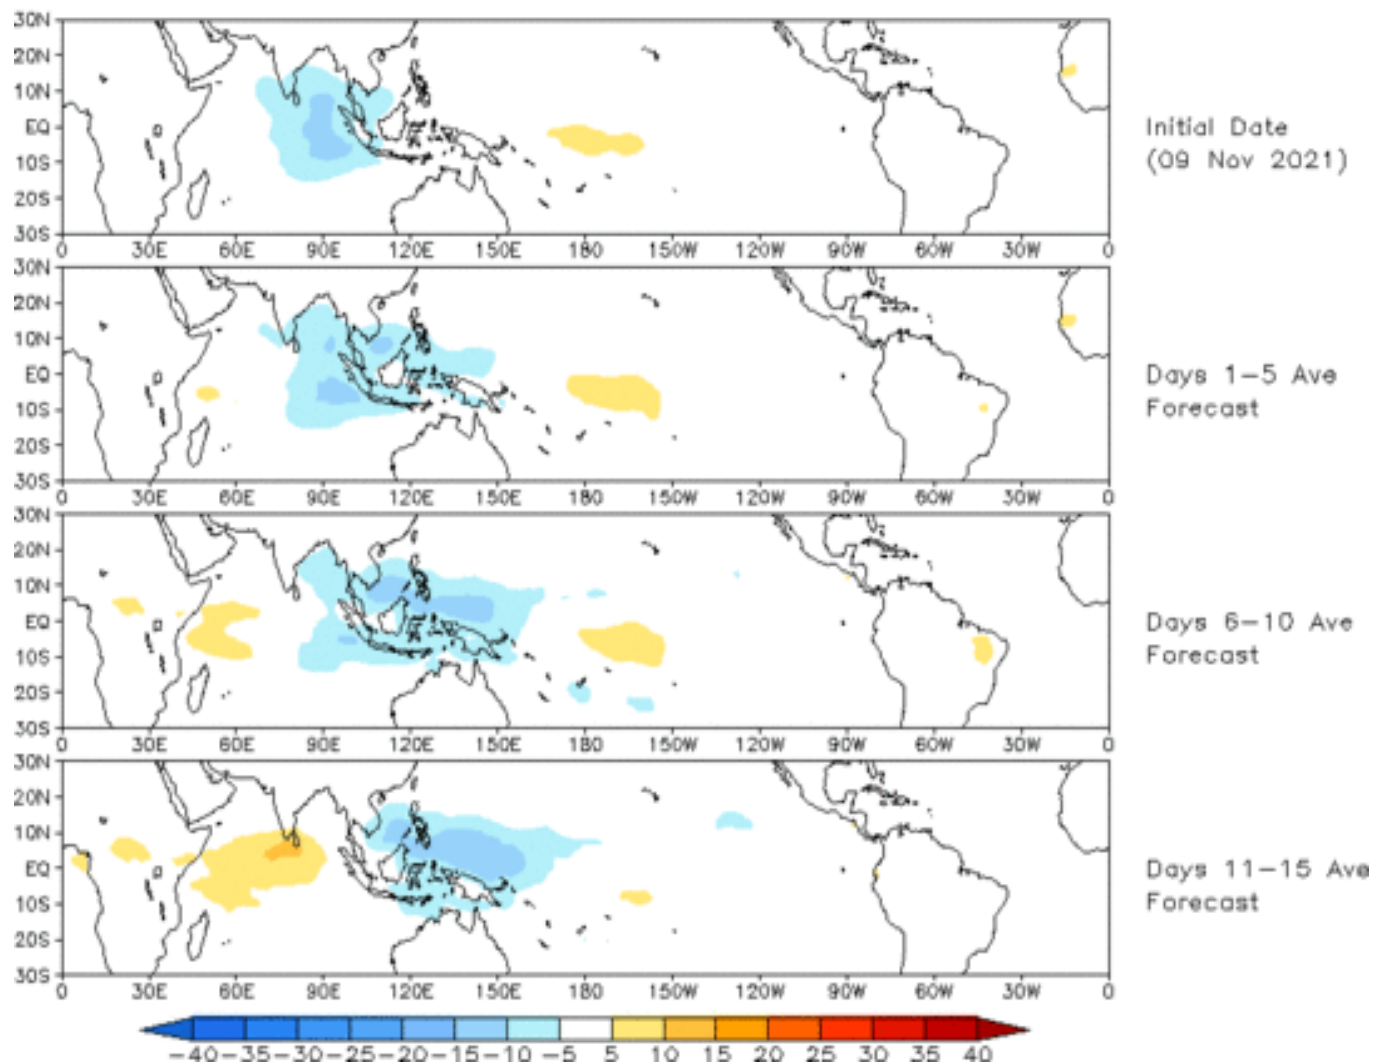 30N
20N
10N
EQ
10S
20S
30S
0 30E 60E 90E 120E 150E 180 150W 120W 90W 60W 30W 0
Initial Date
(09 Nov 2021)
30N
20N
10N
EQ
10S
20S
30S
0 30E 60E 90E 120E 150E 180 150W 120W 90W 60W 30W 0
Days 1-5 Ave
Forecast
30N
20N
10N
EQ
10S
20S
30S
0 30E 60E 90E 120E 150E 180 150W 120W 90W 60W 30W 0
Days 6-10 Ave
Forecast
30N
20N
10N
EQ
10S
20S
30S
0 30E 60E 90E 120E 150E 180 150W 120W 90W 60W 30W 0
Days 11-15 Ave
Forecast
-40 -35 -30 -25 -20 -15 -10 -5 5 10 15 20 25 30 35 40